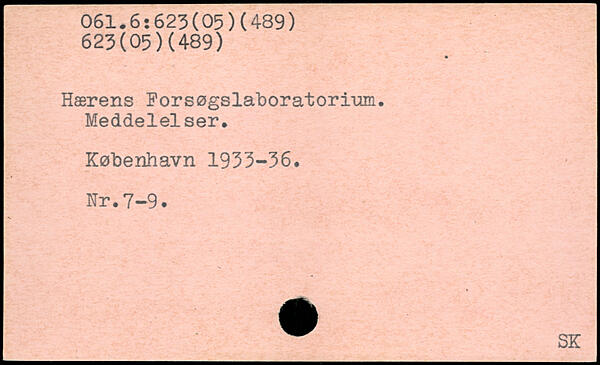 061.6:623(05)(489)
623(05)(489)
Hærens Forsøgslaboratorium.
Meddelelser.
København 1933-36.
Nr.7-9.
SK